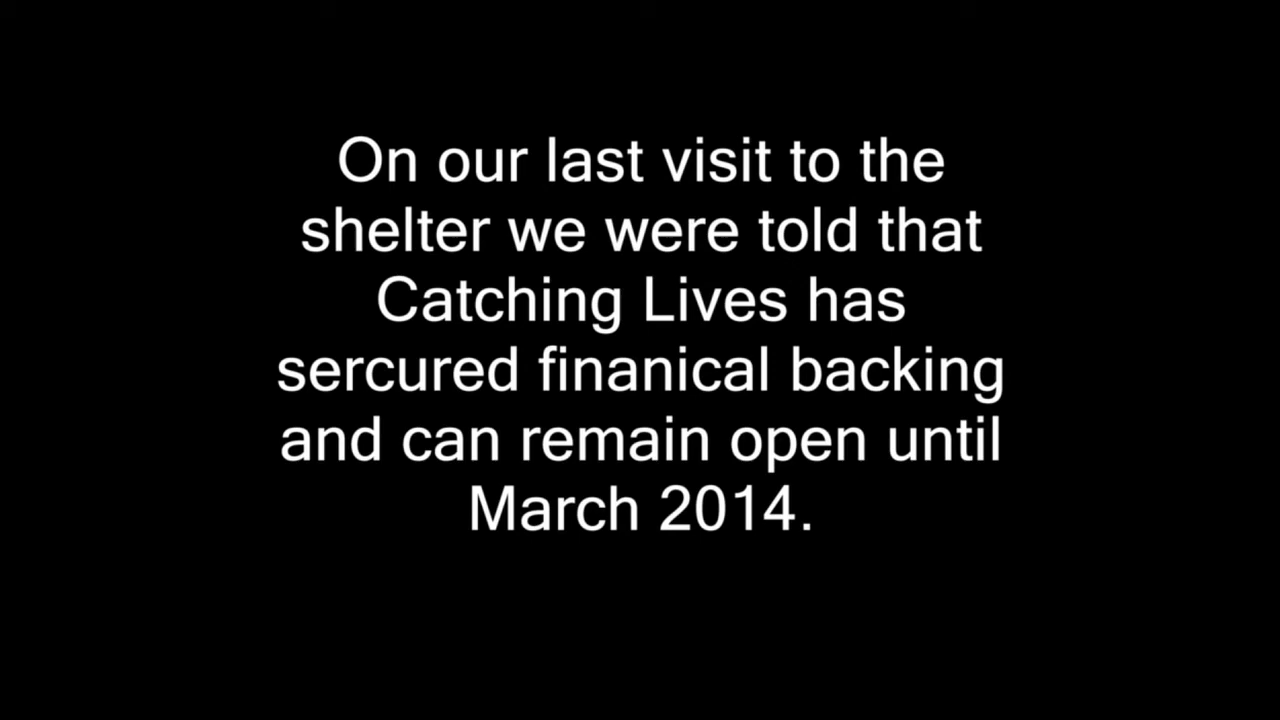 On our last visit to the
shelter we were told that
Catching Lives has
sercured finanical backing
and can remain open until
March 2014.